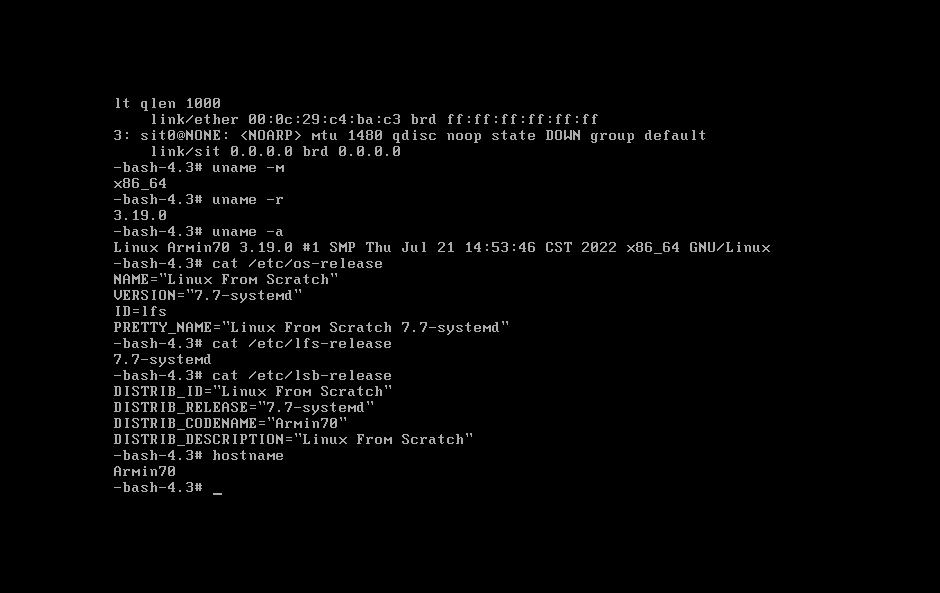 lt qlen 1000
    link/ether 00:0c:29:c4:ba:c3 brd ff:ff:ff:ff:ff:ff
3: sit0@NONE: <NOARP> mtu 1480 qdisc noop state DOWN group default
    link/sit 0.0.0.0 brd 0.0.0.0
-bash-4.3# uname -m
x86_64
-bash-4.3# uname -r
3.19.0
-bash-4.3# uname -a
Linux Armin70 3.19.0 #1 SMP Thu Jul 21 14:53:46 CST 2022 x86_64 GNU/Linux
-bash-4.3# cat /etc/os-release
NAME="Linux From Scratch"
VERSION="7.7-systemd"
ID=lfs
PRETTY_NAME="Linux From Scratch 7.7-systemd"
-bash-4.3# cat /etc/lfs-release
7.7-systemd
-bash-4.3# cat /etc/lsb-release
DISTRIB_ID="Linux From Scratch"
DISTRIB_RELEASE="7.7-systemd"
DISTRIB_CODENAME="Armin70"
DISTRIB_DESCRIPTION="Linux From Scratch"
-bash-4.3# hostname
Armin70
-bash-4.3# _